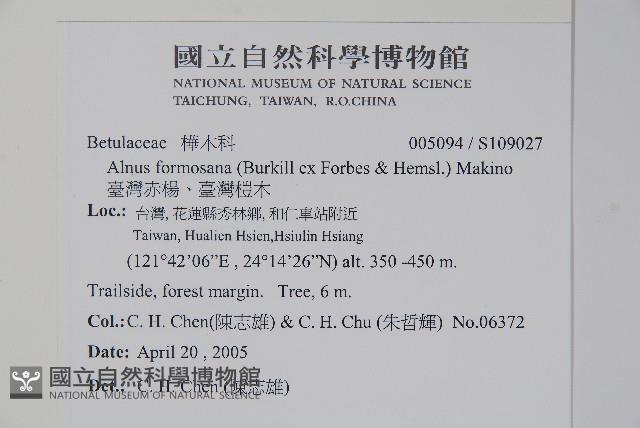 國立自然科學博物館
NATIONAL MUSEUM OF NATURAL SCIENCE
TAICHUNG, TAIWAN, R.O.CHINA
Betulaceae 樺木科 005094 / S109027
Alnus formosana (Burkill ex Forbes & Hemsl.) Makino
臺灣赤楊、臺灣榿木
Loc.: 台灣, 花蓮縣秀林鄉, 和仁車站附近
Taiwan, Hualien Hsien,Hsiulin Hsiang
(121°42’06”E , 24°14’26”N) alt. 350 -450 m.
Trailside, forest margin. Tree, 6 m.
Col.: C. H. Chen(陳志雄) & C. H. Chu (朱哲輝) No.06372
Date: April 20 , 2005
Det.: C. H. Chen (陳志雄)
國立自然科學博物館
NATIONAL MUSEUM OF NATURAL SCIENCE